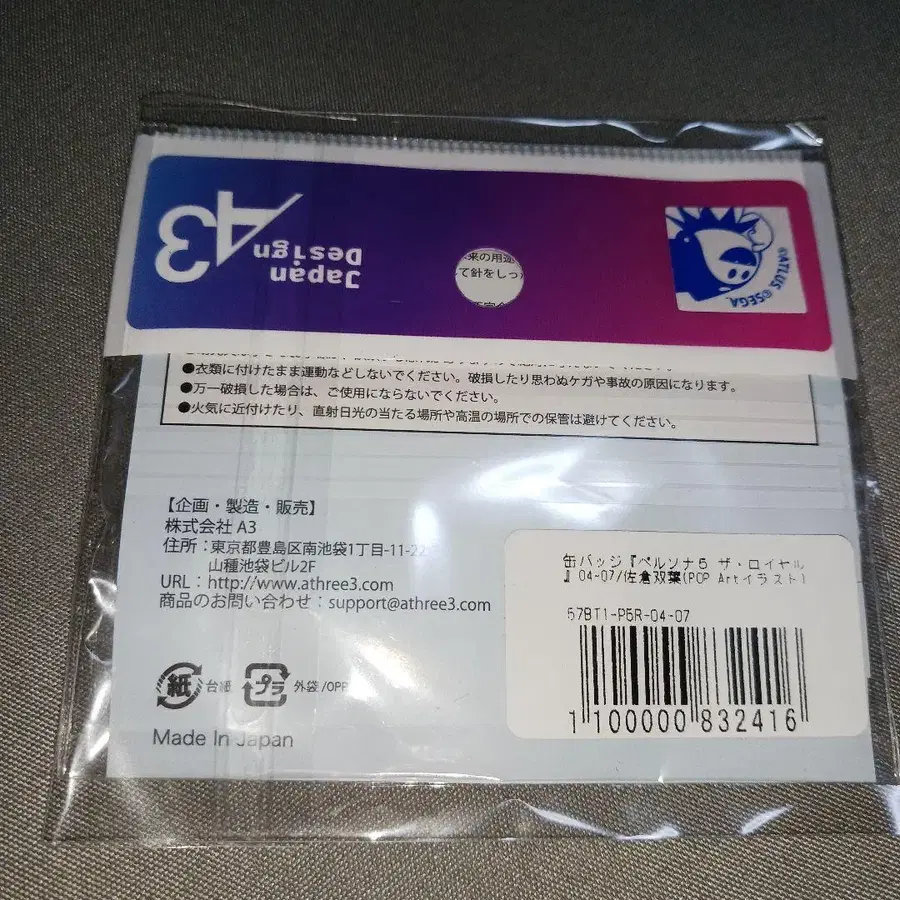 A3
Japan
Design
©ATLUS ©SEGA.
来の用途
て針をしっ
●衣類に付けたまま運動などしないでください。破損したり思わぬケガや事故の原因になります。
●万一破損した場合は、ご使用にならないでください。
●火気に近付けたり、直射日光の当たる場所や高温の場所での保管は避けてください。
【企画・製造・販売】
株式会社 A3
住所：東京都豊島区南池袋1丁目-11-22
山種池袋ビル2F
URL：http://www.athree3.com
商品のお問い合わせ：support@athree3.com
紙 台紙 プラ 外袋/OPP
Made In Japan
缶バッジ『ペルソナ5 ザ・ロイヤル
』04-07/佐倉双葉(POP Artイラスト)
57BT1-P5R-04-07
1 100000 832416